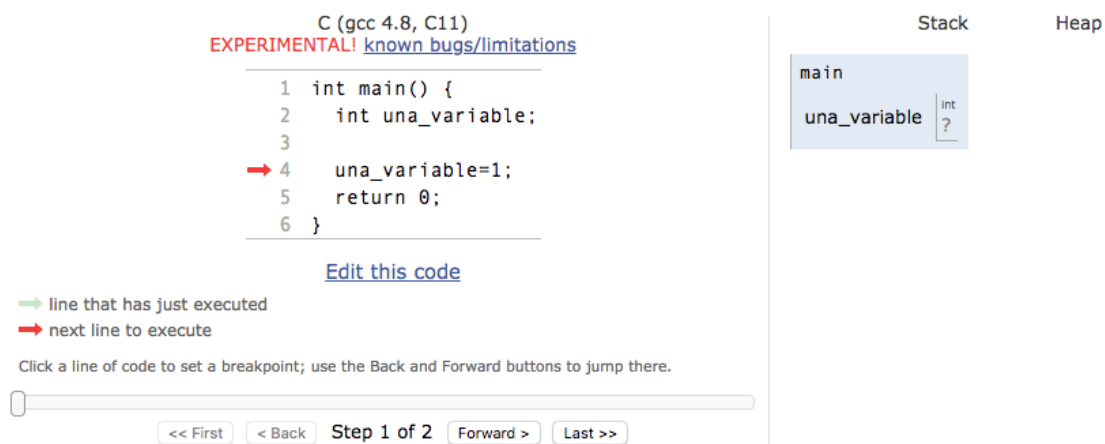 C (gcc 4.8, C11)
EXPERIMENTAL! known bugs/limitations
1 int main() {
2 int una_variable;
3
4 una_variable=1;
5 return 0;
6 }
Edit this code
line that has just executed
next line to execute
Click a line of code to set a breakpoint; use the Back and Forward buttons to jump there.
<< First < Back Step 1 of 2 Forward > Last >>
Stack Heap
main
int
una_variable ?